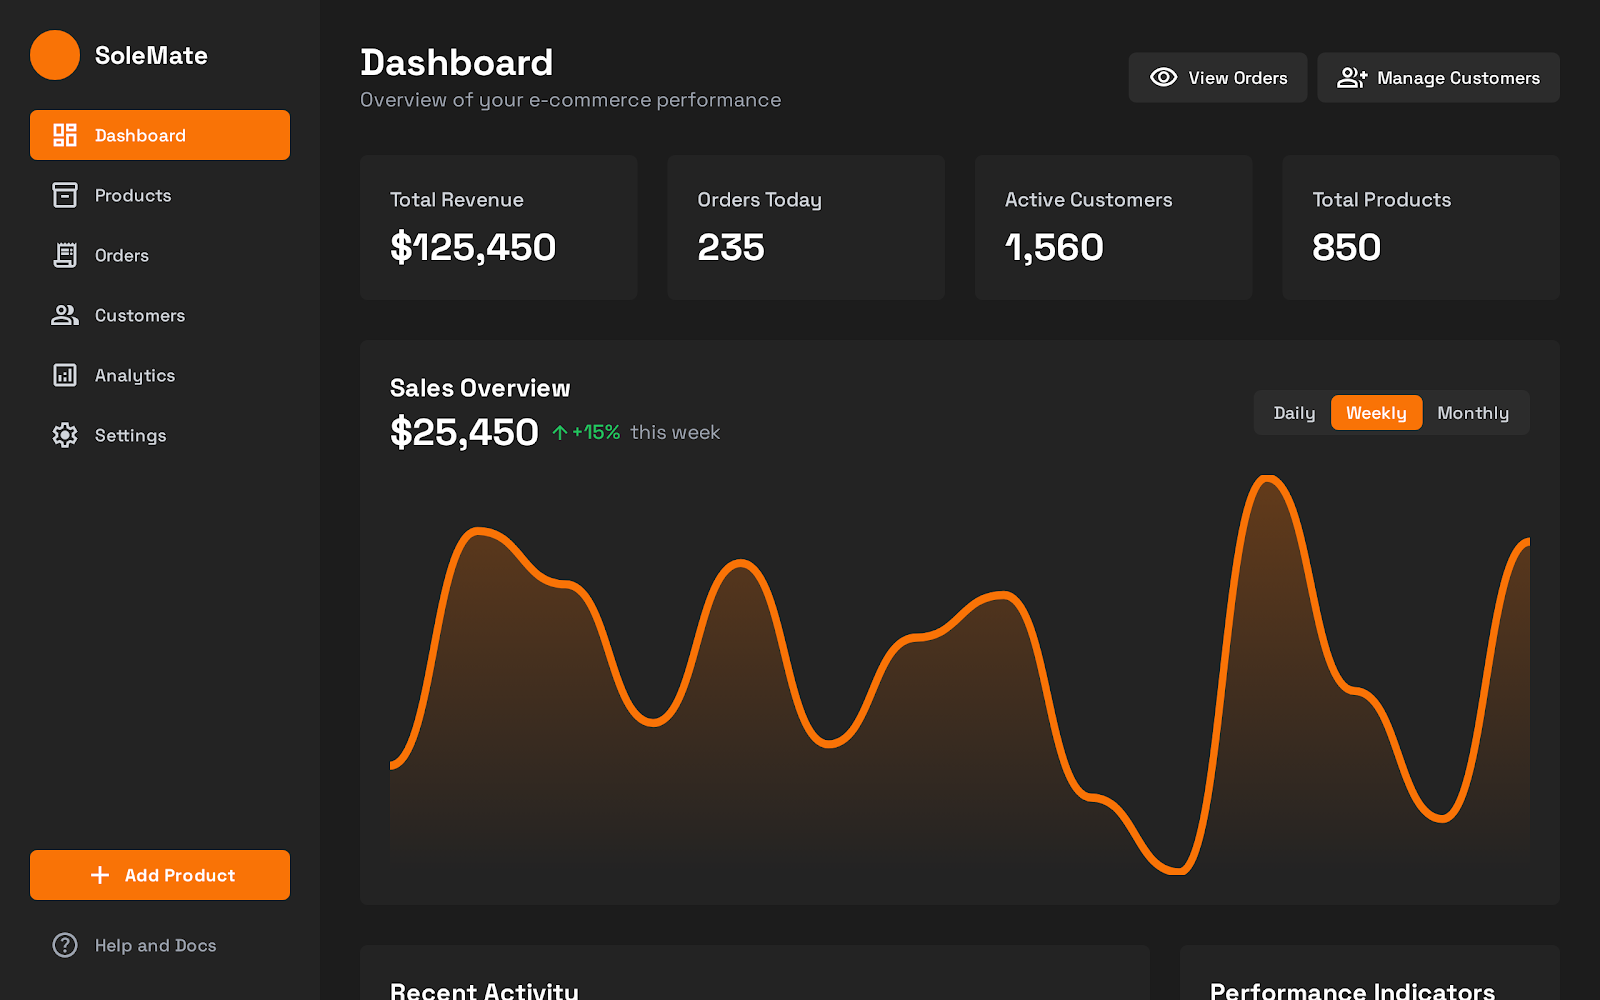 SoleMate
Dashboard
Products
Orders
Customers
Analytics
Settings
Add Product
Help and Docs
Dashboard
Overview of your e-commerce performance
View Orders
Manage Customers
Total Revenue
$125,450
Orders Today
235
Active Customers
1,560
Total Products
850
Sales Overview
$25,450 +15% this week
Daily Weekly Monthly
Recent Activity
Performance Indicators